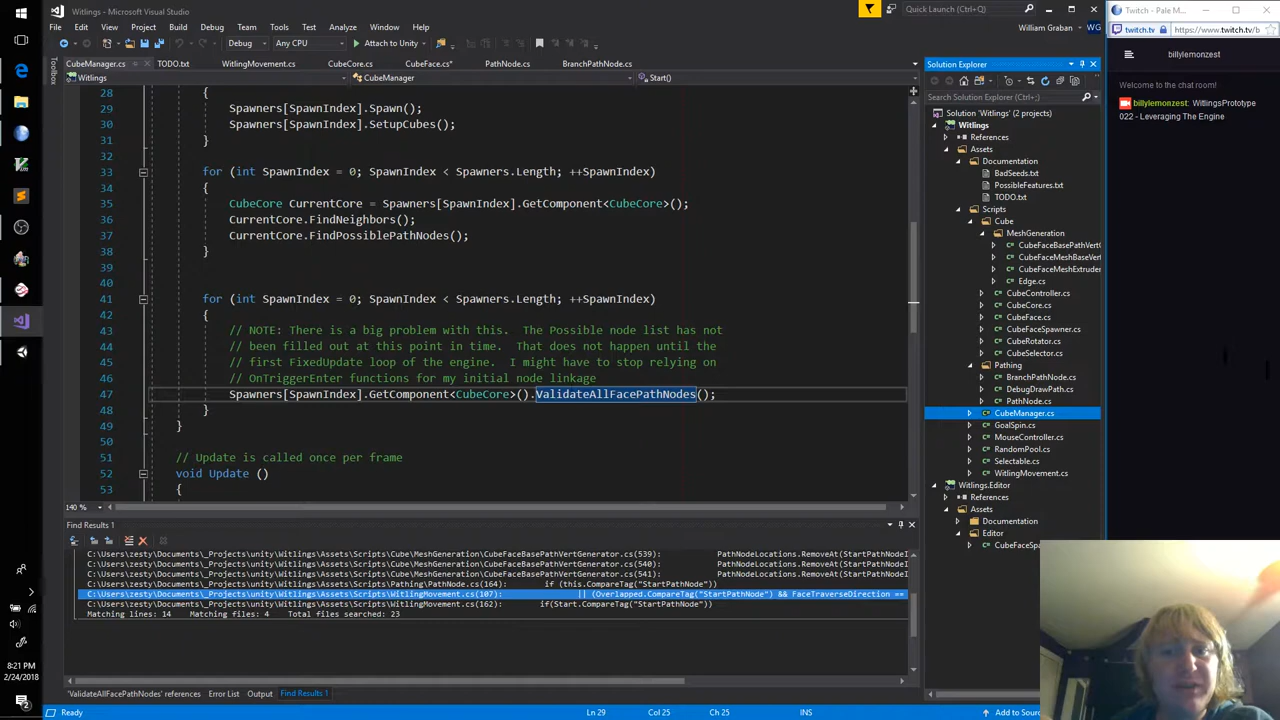 Witlings - Microsoft Visual Studio
Quick Launch (Ctrl+Q)
Twitch - Pale M...
File Edit View Project Build Debug Team Tools Test Analyze Window Help
William Graban WG
twitch.tv https://www.twitch.tv/b
Debug Any CPU Attach to Unity
billylemonzest
CubeManager.cs TODO.txt WitlingMovement.cs CubeCore.cs CubeFace.cs* PathNode.cs BranchPathNode.cs
Solution Explorer
Witlings CubeManager Start()
Welcome to the chat room!
billylemonzest: WitlingsPrototype
022 - Leveraging The Engine
Toolbox
28 {
29 Spawners[SpawnIndex].Spawn();
30 Spawners[SpawnIndex].SetupCubes();
31 }
32
33 for (int SpawnIndex = 0; SpawnIndex < Spawners.Length; ++SpawnIndex)
34 {
35 CubeCore CurrentCore = Spawners[SpawnIndex].GetComponent<CubeCore>();
36 CurrentCore.FindNeighbors();
37 CurrentCore.FindPossiblePathNodes();
38 }
39
40
41 for (int SpawnIndex = 0; SpawnIndex < Spawners.Length; ++SpawnIndex)
42 {
43 // NOTE: There is a big problem with this.  The Possible node list has not
44 // been filled out at this point in time.  That does not happen until the
45 // first FixedUpdate loop of the engine.  I might have to stop relying on
46 // OnTriggerEnter functions for my initial node linkage
47 Spawners[SpawnIndex].GetComponent<CubeCore>().ValidateAllFacePathNodes();
48 }
49 }
50
51 // Update is called once per frame
52 void Update ()
53 {
140 %
Search Solution Explorer (Ctrl+;)
Solution 'Witlings' (2 projects)
Witlings
References
Assets
Documentation
BadSeeds.txt
PossibleFeatures.txt
TODO.txt
Scripts
Cube
MeshGeneration
CubeFaceBasePathVert
CubeFaceMeshBaseVert
CubeFaceMeshExtruder
Edge.cs
CubeController.cs
CubeCore.cs
CubeFace.cs
CubeFaceSpawner.cs
CubeRotator.cs
CubeSelector.cs
Pathing
BranchPathNode.cs
DebugDrawPath.cs
PathNode.cs
CubeManager.cs
GoalSpin.cs
MouseController.cs
RandomPool.cs
Selectable.cs
WitlingMovement.cs
Witlings.Editor
References
Assets
Documentation
Editor
CubeFaceSpa
Find Results 1
C:\Users\zesty\Documents\_Projects\unity\Witlings\Assets\Scripts\Cube\MeshGeneration\CubeFaceBasePathVertGenerator.cs(539): PathNodeLocations.RemoveAt(StartPathNodeI
C:\Users\zesty\Documents\_Projects\unity\Witlings\Assets\Scripts\Cube\MeshGeneration\CubeFaceBasePathVertGenerator.cs(540): PathNodeLocations.RemoveAt(StartPathNodeI
C:\Users\zesty\Documents\_Projects\unity\Witlings\Assets\Scripts\Cube\MeshGeneration\CubeFaceBasePathVertGenerator.cs(541): PathNodeLocations.RemoveAt(StartPathNodeI
C:\Users\zesty\Documents\_Projects\unity\Witlings\Assets\Scripts\Pathing\PathNode.cs(164): if (this.CompareTag("StartPathNode"))
C:\Users\zesty\Documents\_Projects\unity\Witlings\Assets\Scripts\WitlingMovement.cs(107): || (Overlapped.CompareTag("StartPathNode") && FaceTraverseDirection ==
C:\Users\zesty\Documents\_Projects\unity\Witlings\Assets\Scripts\WitlingMovement.cs(162): if(Start.CompareTag("StartPathNode"))
Matching lines: 14 Matching files: 4 Total files searched: 23
'ValidateAllFacePathNodes' references Error List Output Find Results 1
Ready Ln 29 Col 25 Ch 25 INS Add to Sour
8:21 PM
2/24/2018
2